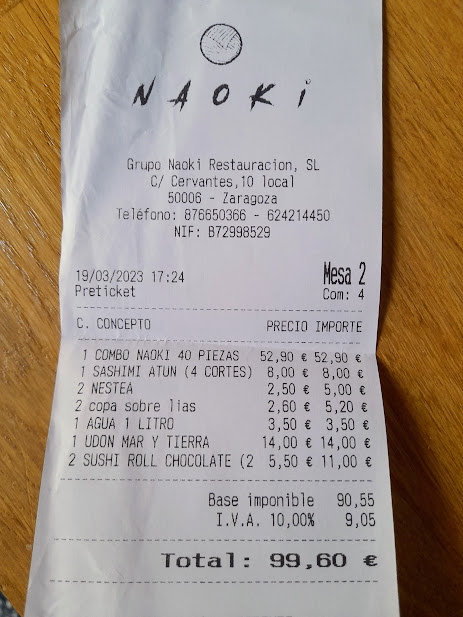 NAOKi
Grupo Naoki Restauracion, SL
C/ Cervantes,10 local
50006 - Zaragoza
Teléfono: 876650366 - 624214450
NIF: B72998529
19/03/2023 17:24 Mesa 2
Preticket Com: 4
C. CONCEPTO PRECIO IMPORTE
1 COMBO NAOKI 40 PIEZAS 52,90 € 52,90 €
1 SASHIMI ATUN (4 CORTES) 8,00 € 8,00 €
2 NESTEA 2,50 € 5,00 €
2 copa sobre lias 2,60 € 5,20 €
1 AGUA 1 LITRO 3,50 € 3,50 €
1 UDON MAR Y TIERRA 14,00 € 14,00 €
2 SUSHI ROLL CHOCOLATE (2 5,50 € 11,00 €
Base imponible 90,55
I.V.A. 10,00% 9,05
Total: 99,60 €